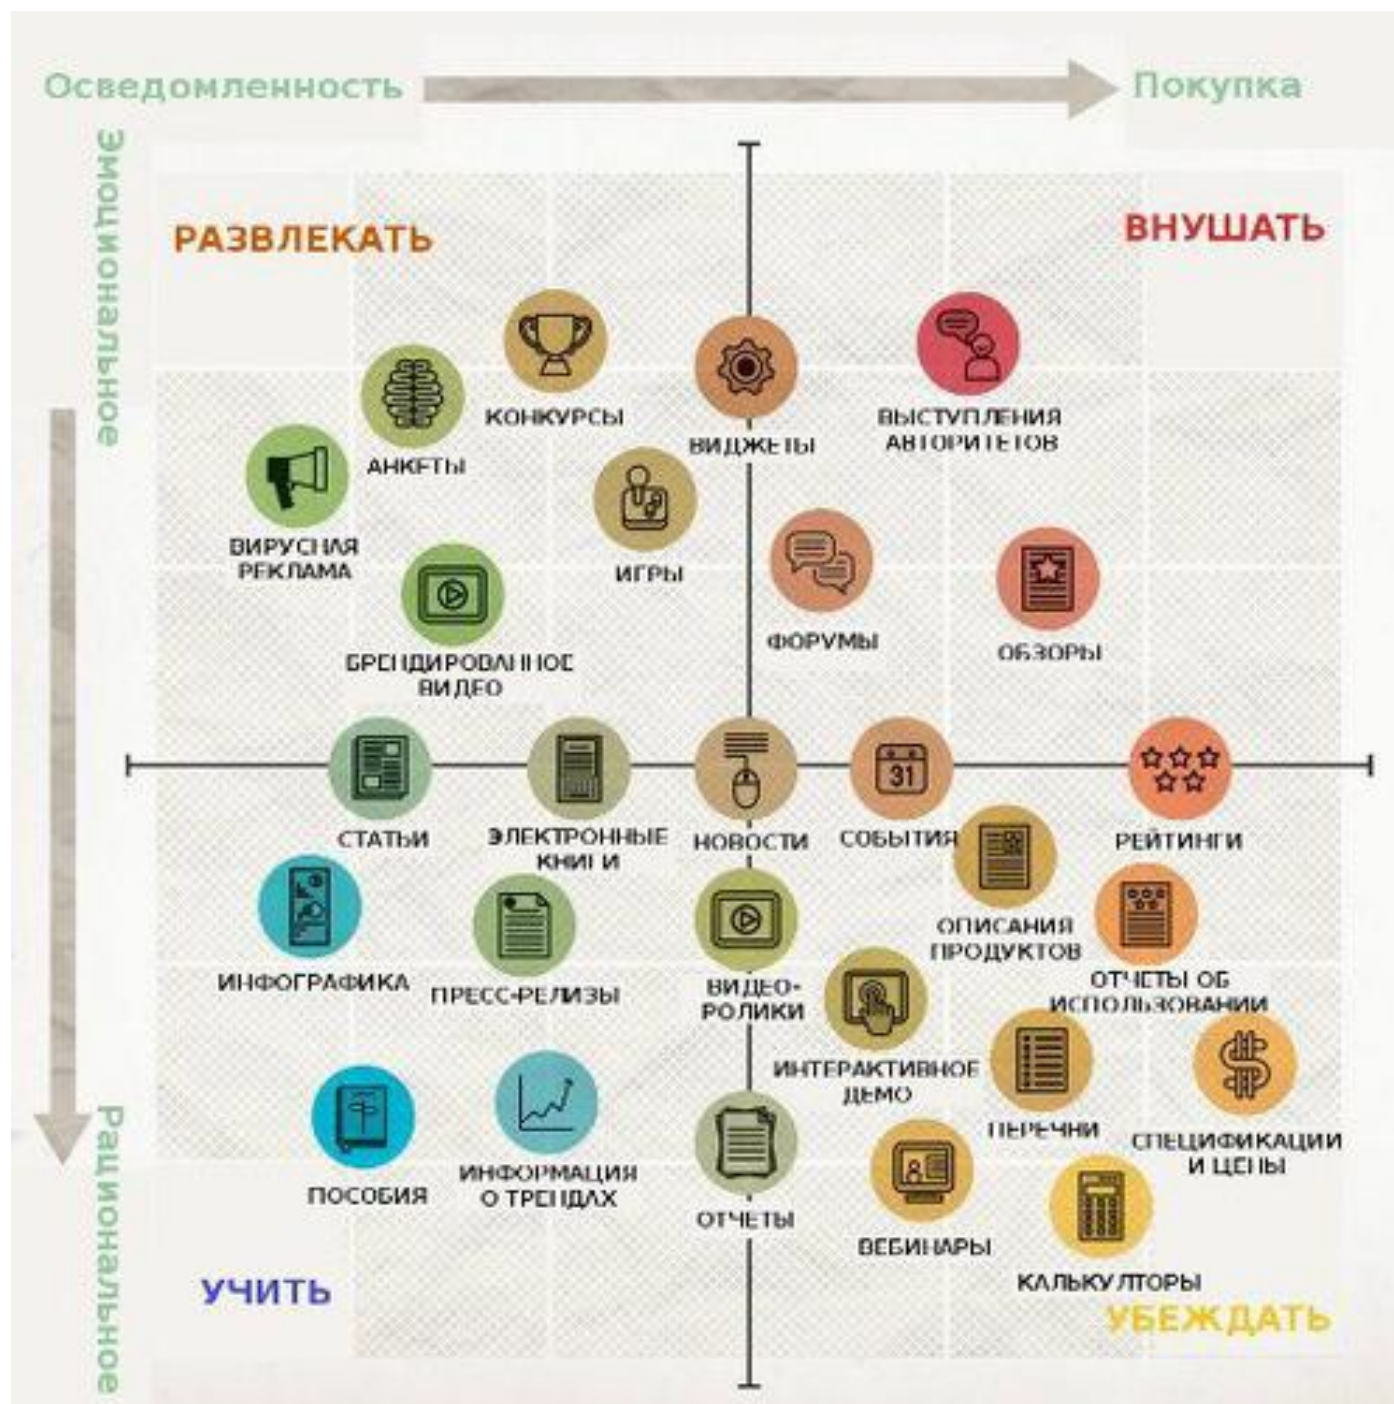 Осведомленность
Покупка
Эмоциональное
РАЗВЛЕКАТЬ
ВНУШАТЬ
КОНКУРСЫ
ВЫСТУПЛЕНИЯ
АВТОРИТЕТОВ
ВИДЖЕТЫ
АНКЕТЫ
ВИРУСНАЯ
РЕКЛАМА
ИГРЫ
ФОРУМЫ
ОБЗОРЫ
БРЕНДИРОВАННОЕ
ВИДЕО
31
СТАТЬИ
ЭЛЕКТРОННЫЕ
КНИГИ
НОВОСТИ
СОБЫТИЯ
РЕЙТИНГИ
ОПИСАНИЯ
ПРОДУКТОВ
ИНФОГРАФИКА
ПРЕСС-РЕЛИЗЫ
ВИДЕО-
РОЛИКИ
ОТЧЕТЫ ОБ
ИСПОЛЬЗОВАНИИ
ИНТЕРАКТИВНОЕ
ДЕМО
ПЕРЕЧНИ
СПЕЦИФИКАЦИИ
И ЦЕНЫ
Рациональное
ПОСОБИЯ
ИНФОРМАЦИЯ
О ТРЕНДАХ
ОТЧЕТЫ
ВЕБИНАРЫ
КАЛЬКУЛТОРЫ
УЧИТЬ
УБЕЖДАТЬ